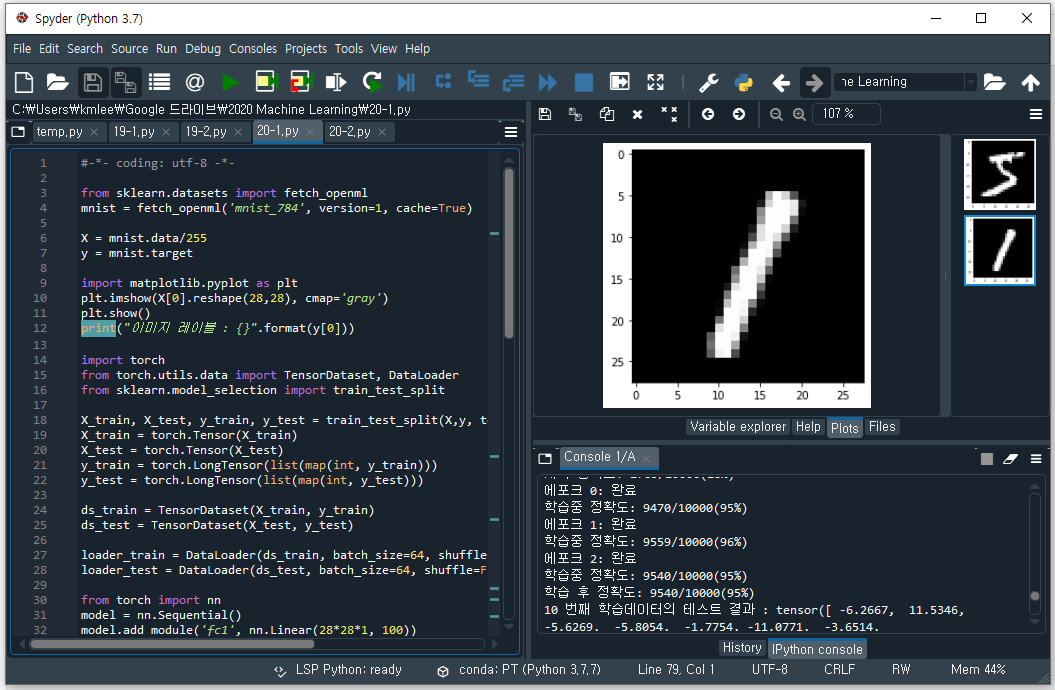 Spyder (Python 3.7)
File Edit Search Source Run Debug Consoles Projects Tools View Help
ne Learning
C:₩Users₩kmlee₩Google 드라이브₩2020 Machine Learning₩20-1.py
temp.py 19-1.py 19-2.py 20-1.py 20-2.py
1 #-*- coding: utf-8 -*-
2
3 from sklearn.datasets import fetch_openml
4 mnist = fetch_openml('mnist_784', version=1, cache=True)
5
6 X = mnist.data/255
7 y = mnist.target
8
9 import matplotlib.pyplot as plt
10 plt.imshow(X[0].reshape(28,28), cmap='gray')
11 plt.show()
12 print("이미지 레이블 : {}".format(y[0]))
13
14 import torch
15 from torch.utils.data import TensorDataset, DataLoader
16 from sklearn.model_selection import train_test_split
17
18 X_train, X_test, y_train, y_test = train_test_split(X,y, t
19 X_train = torch.Tensor(X_train)
20 X_test = torch.Tensor(X_test)
21 y_train = torch.LongTensor(list(map(int, y_train)))
22 y_test = torch.LongTensor(list(map(int, y_test)))
23
24 ds_train = TensorDataset(X_train, y_train)
25 ds_test = TensorDataset(X_test, y_test)
26
27 loader_train = DataLoader(ds_train, batch_size=64, shuffle
28 loader_test = DataLoader(ds_test, batch_size=64, shuffle=F
29
30 from torch import nn
31 model = nn.Sequential()
32 model.add_module('fc1', nn.Linear(28*28*1, 100))
107 %
0
5
10
15
20
25
0 5 10 15 20 25
Variable explorer Help Plots Files
Console 1/A
에포크 0: 완료
학습중 정확도: 9470/10000(95%)
에포크 1: 완료
학습중 정확도: 9559/10000(96%)
에포크 2: 완료
학습중 정확도: 9540/10000(95%)
학습 후 정확도: 9540/10000(95%)
10 번째 학습데이터의 테스트 결과 : tensor([ -6.2667, 11.5346,
-5.6269, -5.8054, -1.7754, -11.0771, -3.6514,
History IPython console
LSP Python: ready conda: PT (Python 3.7.7) Line 79, Col 1 UTF-8 CRLF RW Mem 44%